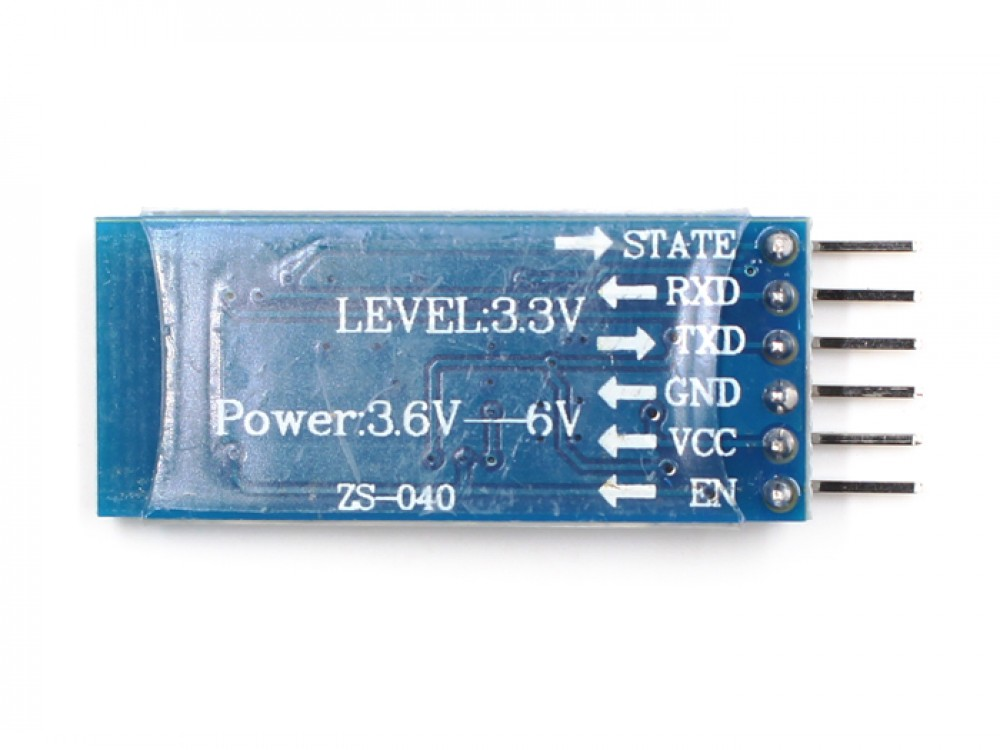 STATE
RXD
LEVEL:3.3V
TXD
GND
Power:3.6V—6V
VCC
EN
ZS-040